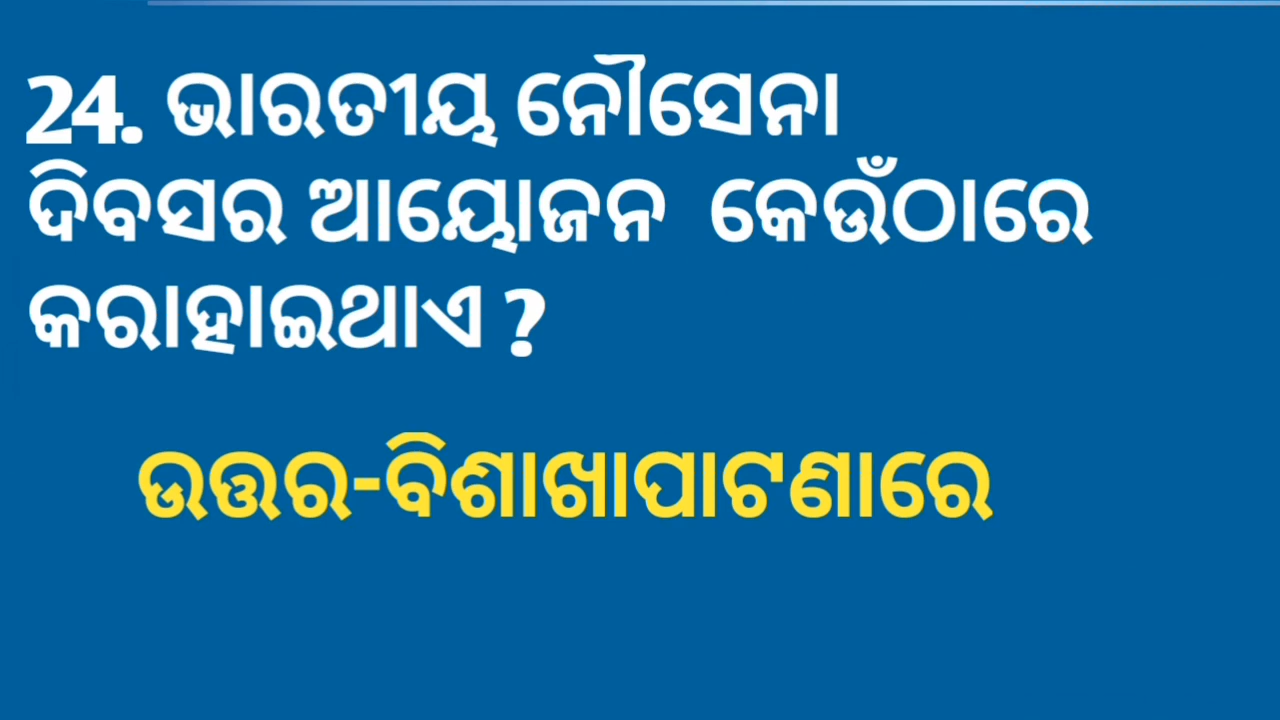 24. ଭାରତୀୟ ନୌସେନା
ଦିବସର ଆୟୋଜନ କେଉଁଠାରେ
କରାହାଇଥାଏ ?
ଉତ୍ତର-ବିଶାଖାପାଟଣାରେ